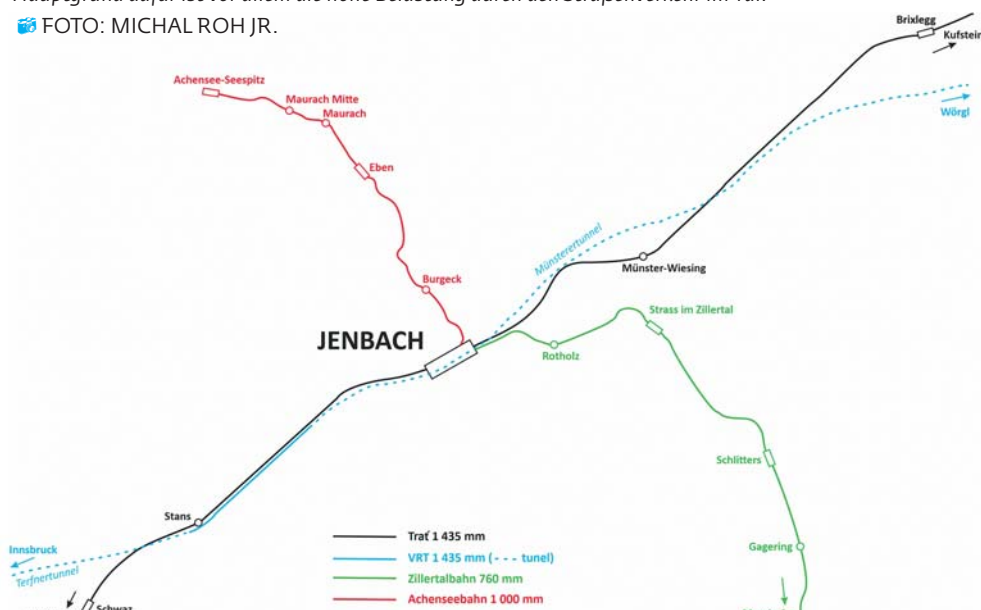 FOTO: MICHAL ROH JR.
Brixlegg
Kufstein
Achensee-Seespitz
Maurach Mitte
Maurach
Wörgl
Eben
Münsterertunnel
Münster-Wiesing
Burgeck
Strass im Zillertal
JENBACH
Rotholz
Schlitters
Stans
Trať 1 435 mm
Innsbruck
VRT 1 435 mm (- - - tunel)
Gagering
Terfnertunnel
Zillertalbahn 760 mm
Achenseebahn 1 000 mm
Schwaz